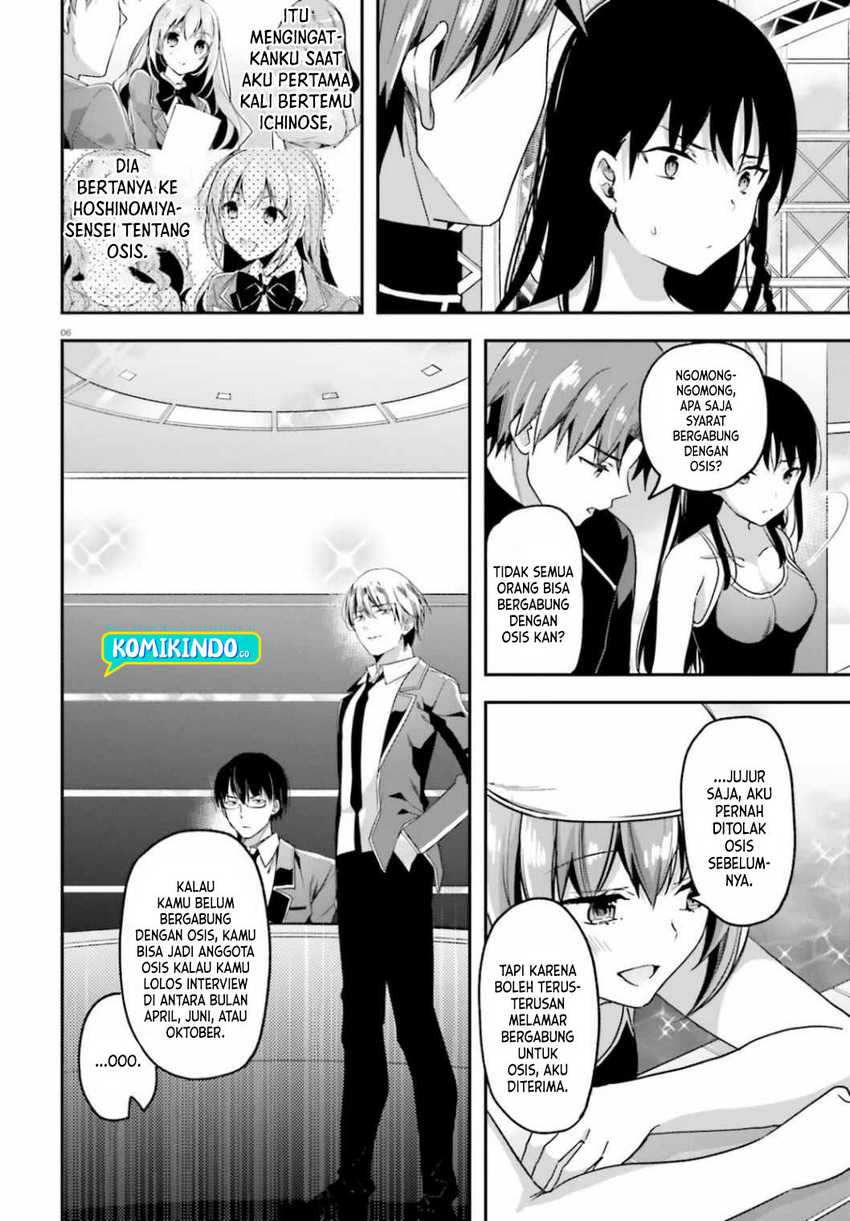 ITU
MENGINGAT-
KANKU SAAT
AKU PERTAMA
KALI BERTEMU
ICHINOSE,
DIA
BERTANYA KE
HOSHINOMIYA-
SENSEI TENTANG
OSIS.
06
NGOMONG-
NGOMONG,
APA SAJA
SYARAT
BERGABUNG
DENGAN
OSIS?
TIDAK SEMUA
ORANG BISA
BERGABUNG
DENGAN
OSIS KAN?
KOMIKINDO.CO
...JUJUR
SAJA, AKU
PERNAH
DITOLAK
OSIS
SEBELUM-
NYA.
TAPI KARENA
BOLEH TERUS-
TERUSAN
MELAMAR
BERGABUNG
UNTUK
OSIS, AKU
DITERIMA.
KALAU
KAMU BELUM
BERGABUNG
DENGAN OSIS, KAMU
BISA JADI ANGGOTA
OSIS KALAU KAMU
LOLOS INTERVIEW
DI ANTARA BULAN
APRIL, JUNI, ATAU
OKTOBER.
...OOO.